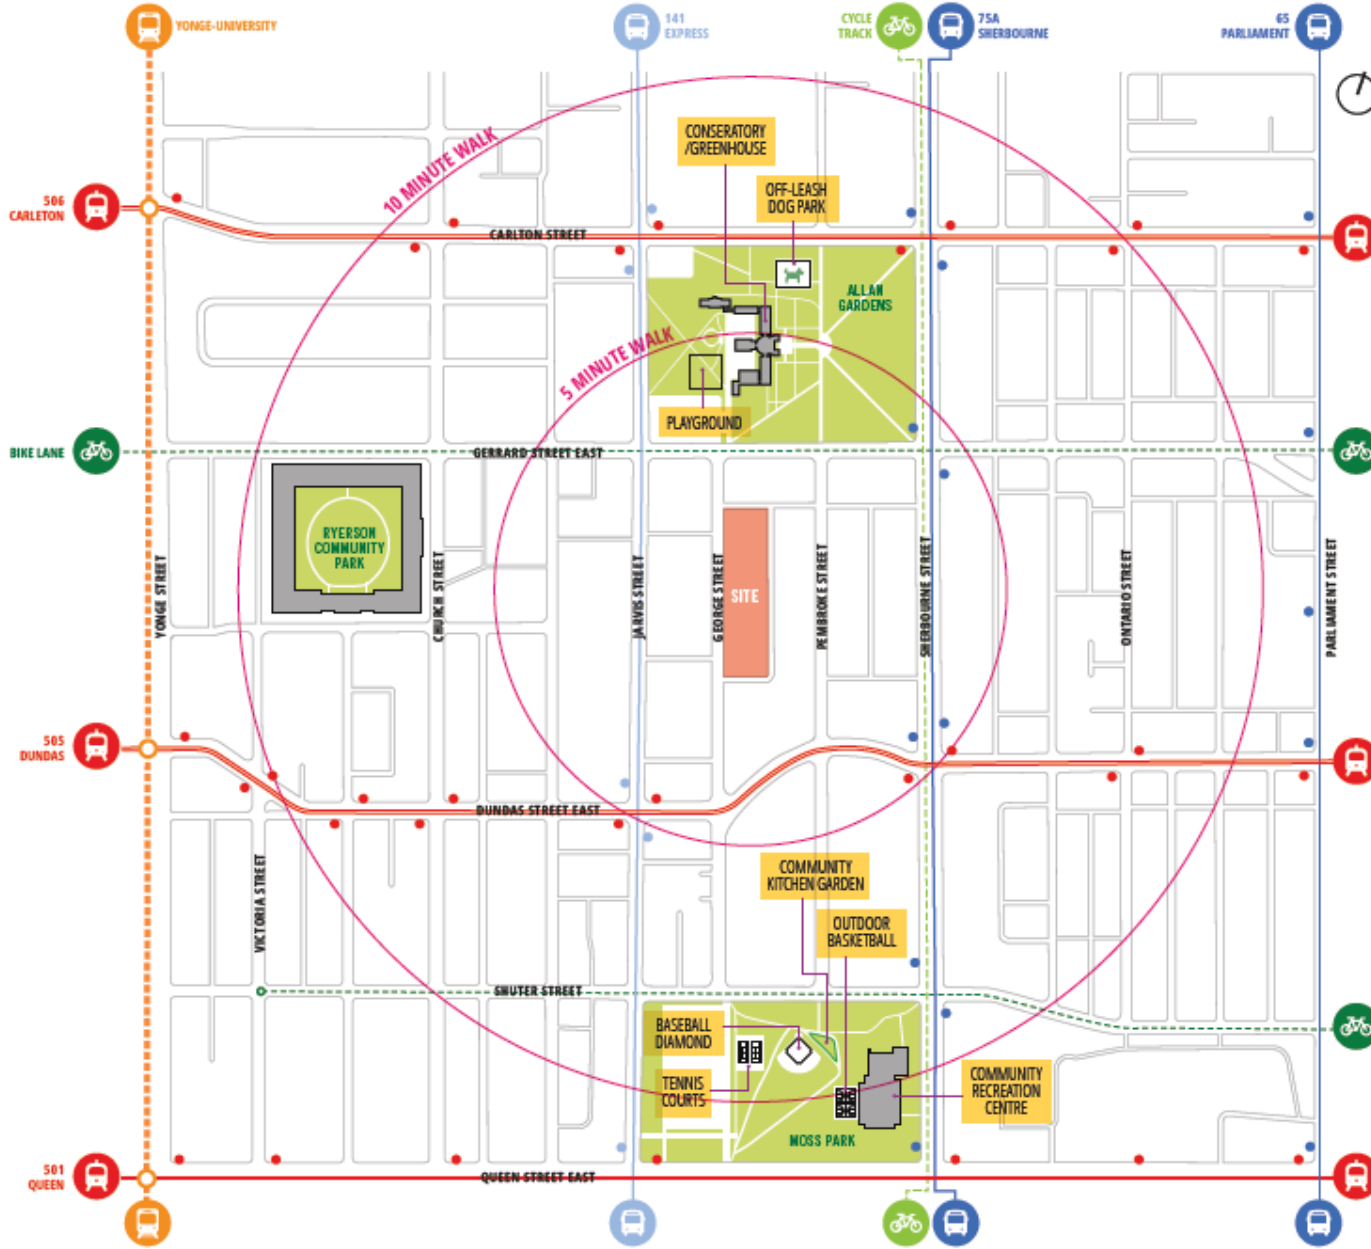 YONGE-UNIVERSITY
141
EXPRESS
CYCLE
TRACK
75A
SHERBOURNE
65
PARLIAMENT
CONSERATORY
/GREENHOUSE
10 MINUTE WALK
OFF-LEASH
DOG PARK
506
CARLETON
CARLTON STREET
ALLAN
GARDENS
5 MINUTE WALK
PLAYGROUND
BIKE LANE
GERRARD STREET EAST
RYERSON
COMMUNITY
PARK
YONGE STREET
CHURCH STREET
JARVIS STREET
GEORGE STREET
SITE
PEMBROKE STREET
SHERBOURNE STREET
ONTARIO STREET
PARLIAMENT STREET
505
DUNDAS
DUNDAS STREET EAST
VICTORIA STREET
COMMUNITY
KITCHEN GARDEN
OUTDOOR
BASKETBALL
SHUTER STREET
BASEBALL
DIAMOND
TENNIS
COURTS
COMMUNITY
RECREATION
CENTRE
MOSS PARK
501
QUEEN
QUEEN STREET EAST